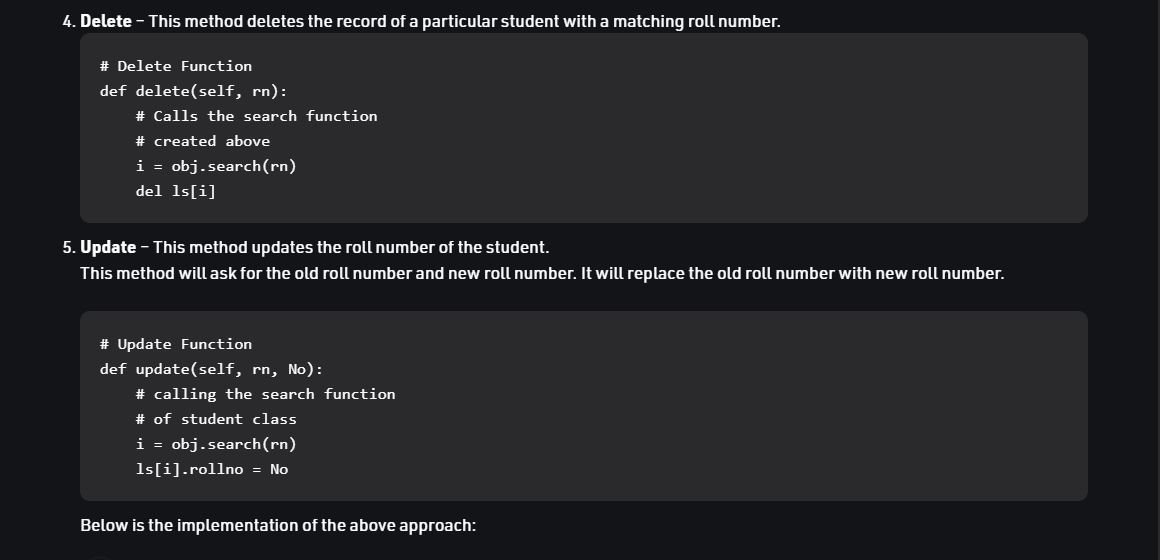 4. Delete – This method deletes the record of a particular student with a matching roll number.
# Delete Function
def delete(self, rn):
    # Calls the search function
    # created above
    i = obj.search(rn)
    del ls[i]
5. Update – This method updates the roll number of the student.
This method will ask for the old roll number and new roll number. It will replace the old roll number with new roll number.
# Update Function
def update(self, rn, No):
    # calling the search function
    # of student class
    i = obj.search(rn)
    ls[i].rollno = No
Below is the implementation of the above approach: